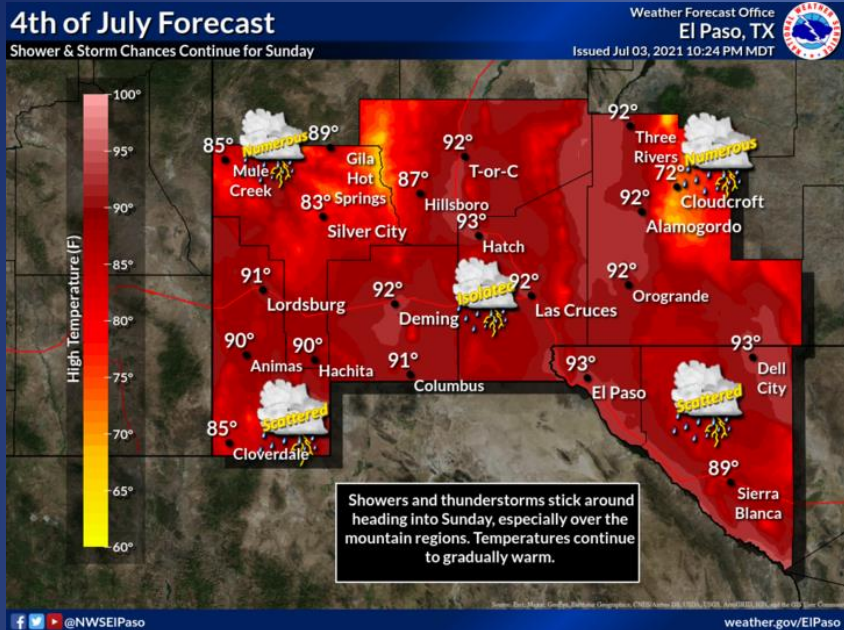 4th of July Forecast
Shower & Storm Chances Continue for Sunday
Weather Forecast Office
El Paso, TX
Issued Jul 03, 2021 10:24 PM MDT
NATIONAL WEATHER SERVICE
High Temperature (F)
100°
95°
90°
85°
80°
75°
70°
65°
60°
85°
Mule
Creek
Numerous
89°
Gila
Hot
Springs
83°
Silver City
87°
Hillsboro
92°
T-or-C
93°
Hatch
92°
Three
Rivers
Numerous
72°
Cloudcroft
92°
Alamogordo
91°
Lordsburg
92°
Deming
Isolated
92°
Las Cruces
92°
Orogrande
90°
Animas
90°
Hachita
91°
Columbus
93°
El Paso
93°
Dell
City
85°
Cloverdale
Scattered
Scattered
89°
Sierra
Blanca
Showers and thunderstorms stick around
heading into Sunday, especially over the
mountain regions. Temperatures continue
to gradually warm.
@NWSElPaso
weather.gov/ElPaso